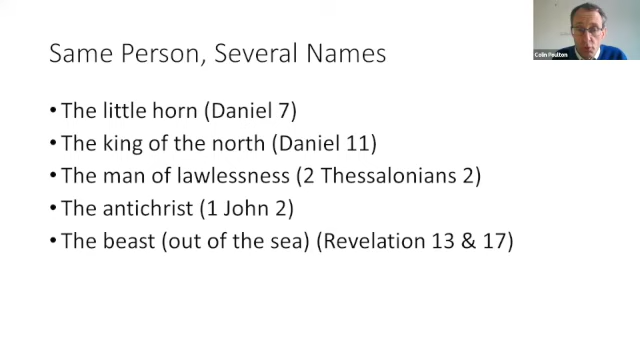 Same Person, Several Names
• The little horn (Daniel 7)
• The king of the north (Daniel 11)
• The man of lawlessness (2 Thessalonians 2)
• The antichrist (1 John 2)
• The beast (out of the sea) (Revelation 13 & 17)
Colin Poulton